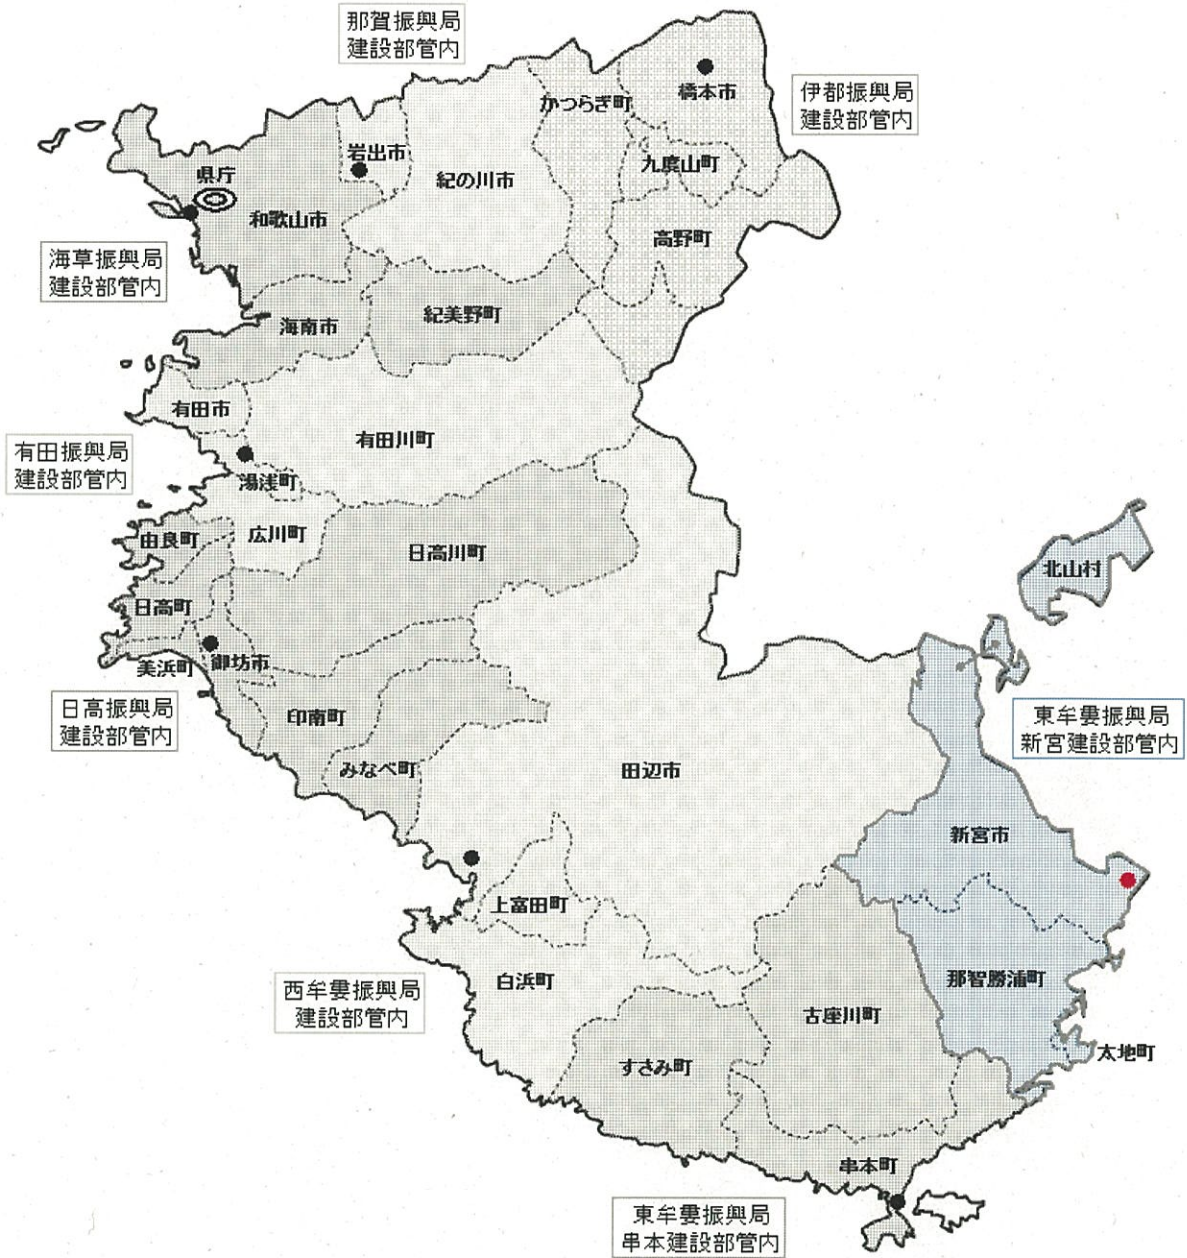 那賀振興局
建設部管内
かつらぎ町
橋本市
伊都振興局
建設部管内
岩出市
九度山町
県庁
紀の川市
和歌山市
高野町
海草振興局
建設部管内
海南市
紀美野町
有田市
有田川町
有田振興局
建設部管内
湯浅町
由良町
広川町
日高川町
北山村
日高町
美浜町
御坊市
日高振興局
建設部管内
印南町
東牟婁振興局
新宮建設部管内
みなべ町
田辺市
新宮市
上富田町
白浜町
那智勝浦町
西牟婁振興局
建設部管内
古座川町
すさみ町
太地町
串本町
東牟婁振興局
串本建設部管内